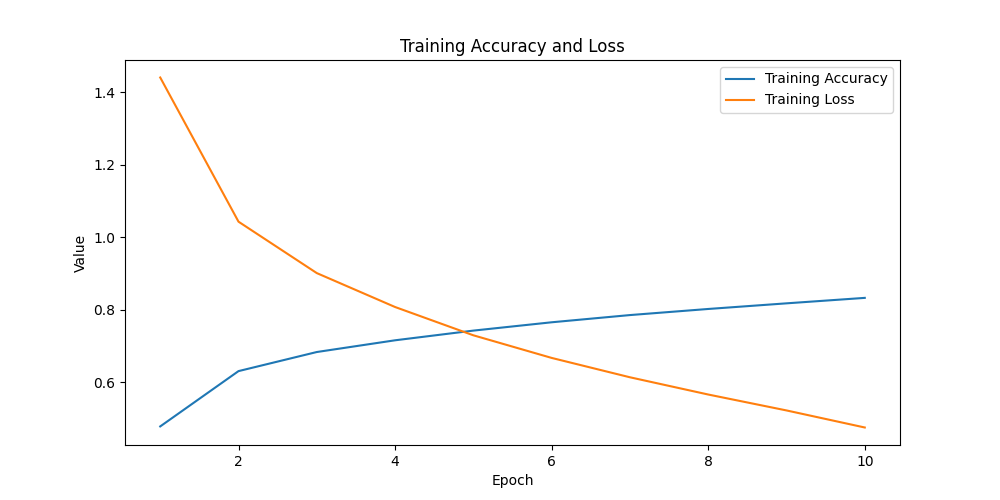 Training Accuracy and Loss
Training Accuracy
Training Loss
1.4
1.2
1.0
0.8
0.6
Value
2 4 6 8 10
Epoch